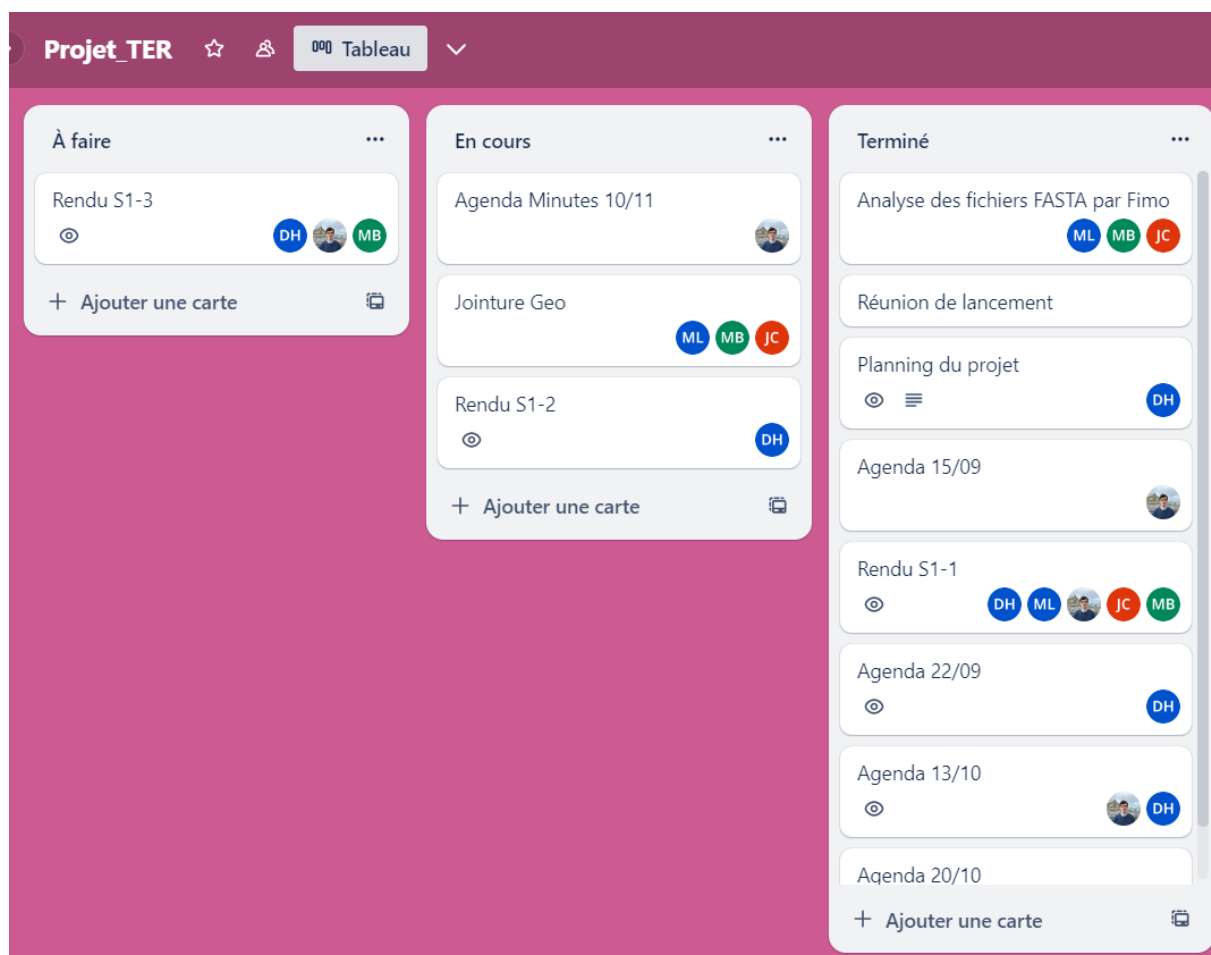 Projet_TER
Tableau
À faire
Rendu S1-3
DH MB
Ajouter une carte
En cours
Agenda Minutes 10/11
Jointure Geo
ML MB JC
Rendu S1-2
DH
Ajouter une carte
Terminé
Analyse des fichiers FASTA par Fimo
ML MB JC
Réunion de lancement
Planning du projet
DH
Agenda 15/09
Rendu S1-1
DH ML JC MB
Agenda 22/09
DH
Agenda 13/10
DH
Agenda 20/10
Ajouter une carte